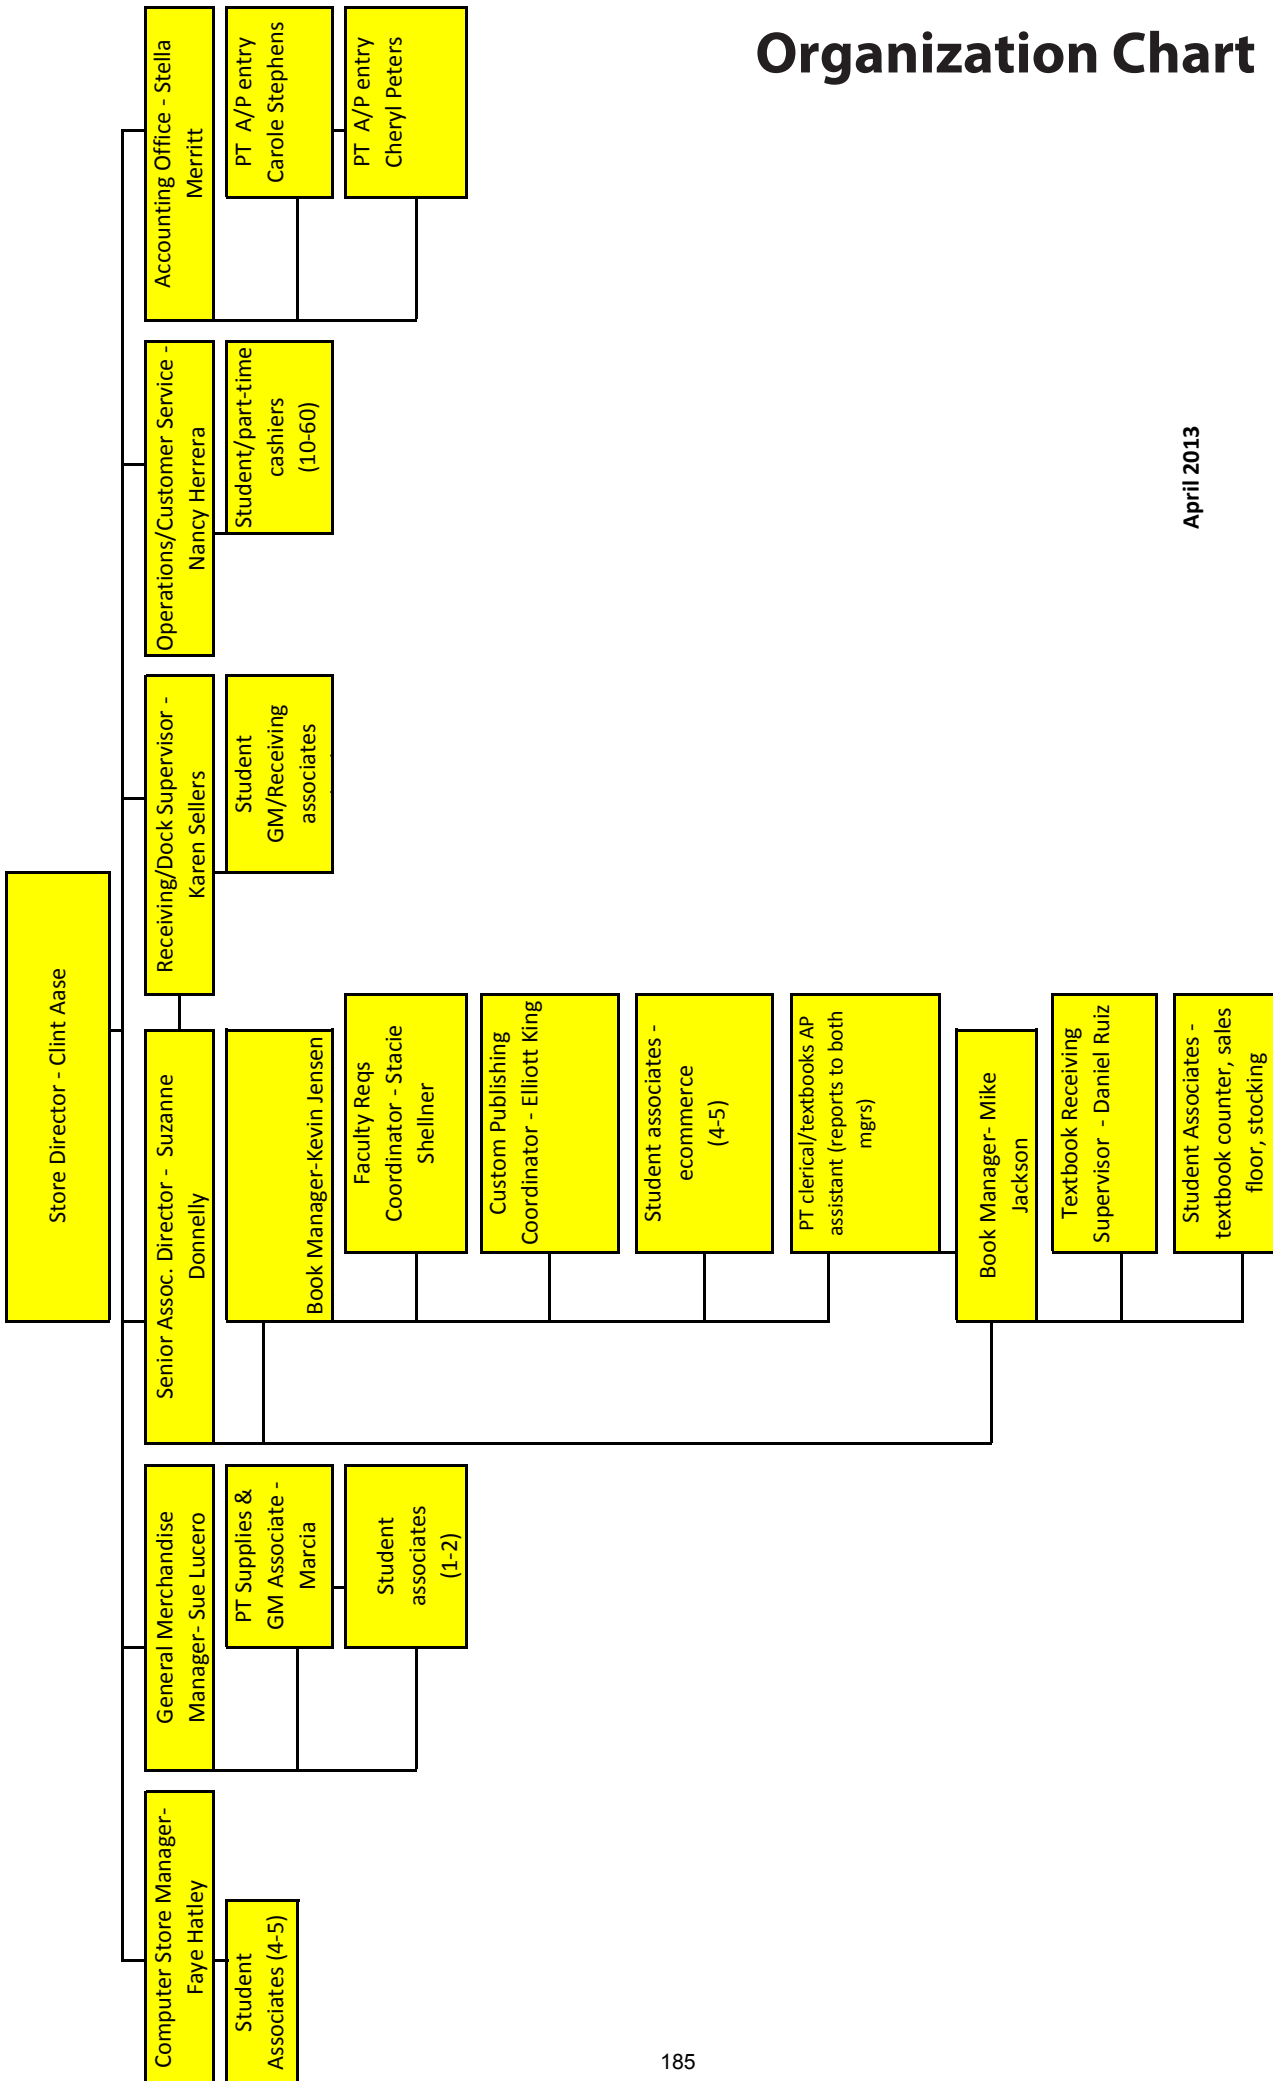 Organization Chart
Store Director - Clint Aase
Computer Store Manager-
Faye Hatley
Student
Associates (4-5)
General Merchandise
Manager- Sue Lucero
PT Supplies &
GM Associate -
Marcia
Student
associates
(1-2)
Senior Assoc. Director -  Suzanne
Donnelly
Book Manager-Kevin Jensen
Faculty Reqs
Coordinator - Stacie
Shellner
Custom Publishing
Coordinator - Elliott King
Student associates -
ecommerce
(4-5)
PT clerical/textbooks AP
assistant (reports to both
mgrs)
Book Manager- Mike
Jackson
Textbook Receiving
Supervisor  - Daniel Ruiz
Student Associates -
textbook counter, sales
floor, stocking
Receiving/Dock Supervisor -
Karen Sellers
Student
GM/Receiving
associates
Operations/Customer Service -
Nancy Herrera
Student/part-time
cashiers
(10-60)
Accounting Office - Stella
Merritt
PT  A/P entry
Carole Stephens
PT  A/P entry
Cheryl Peters
April 2013
185